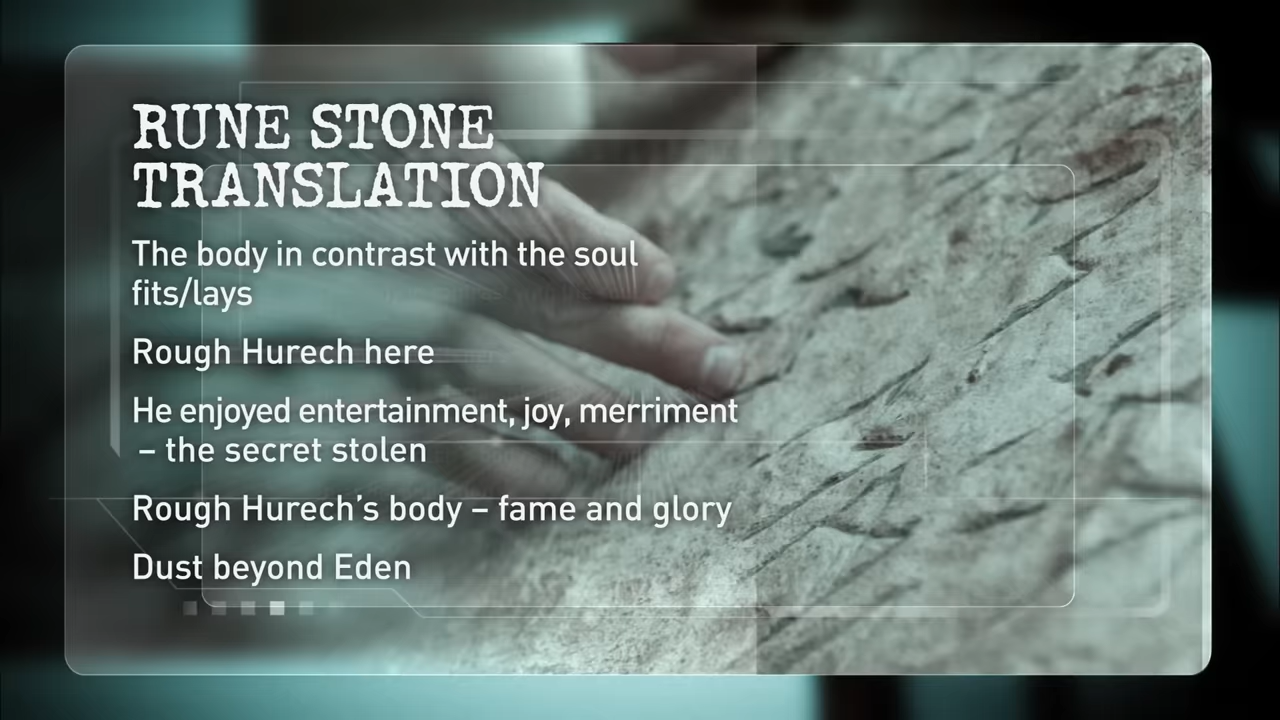 RUNE STONE
TRANSLATION
The body in contrast with the soul
fits/lays
Rough Hurech here
He enjoyed entertainment, joy, merriment
– the secret stolen
Rough Hurech’s body – fame and glory
Dust beyond Eden